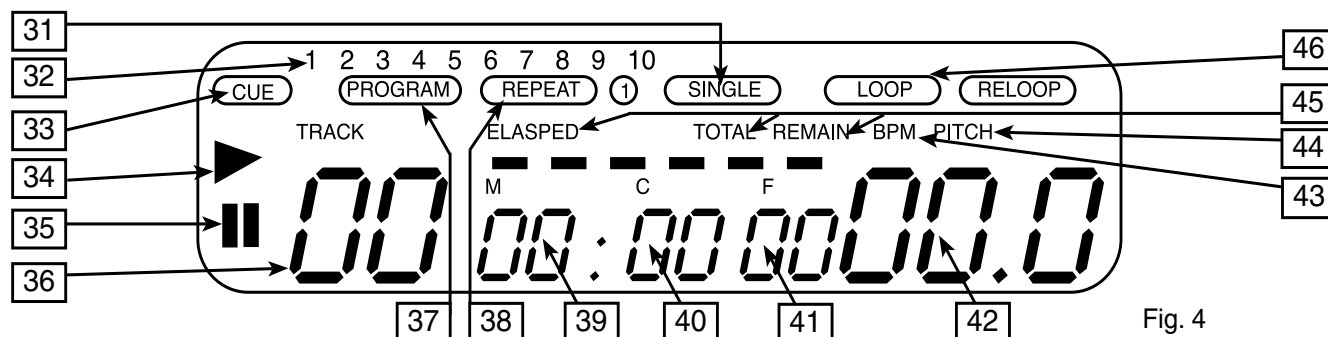 31
32
33
34
35
36
1 2 3 4 5 6 7 8 9 10
CUE PROGRAM REPEAT 1 SINGLE LOOP RELOOP
TRACK ELASPED TOTAL REMAIN BPM PITCH
M C F
00 00:00 00 00.0
46
45
44
43
37 38 39 40 41 42
Fig. 4